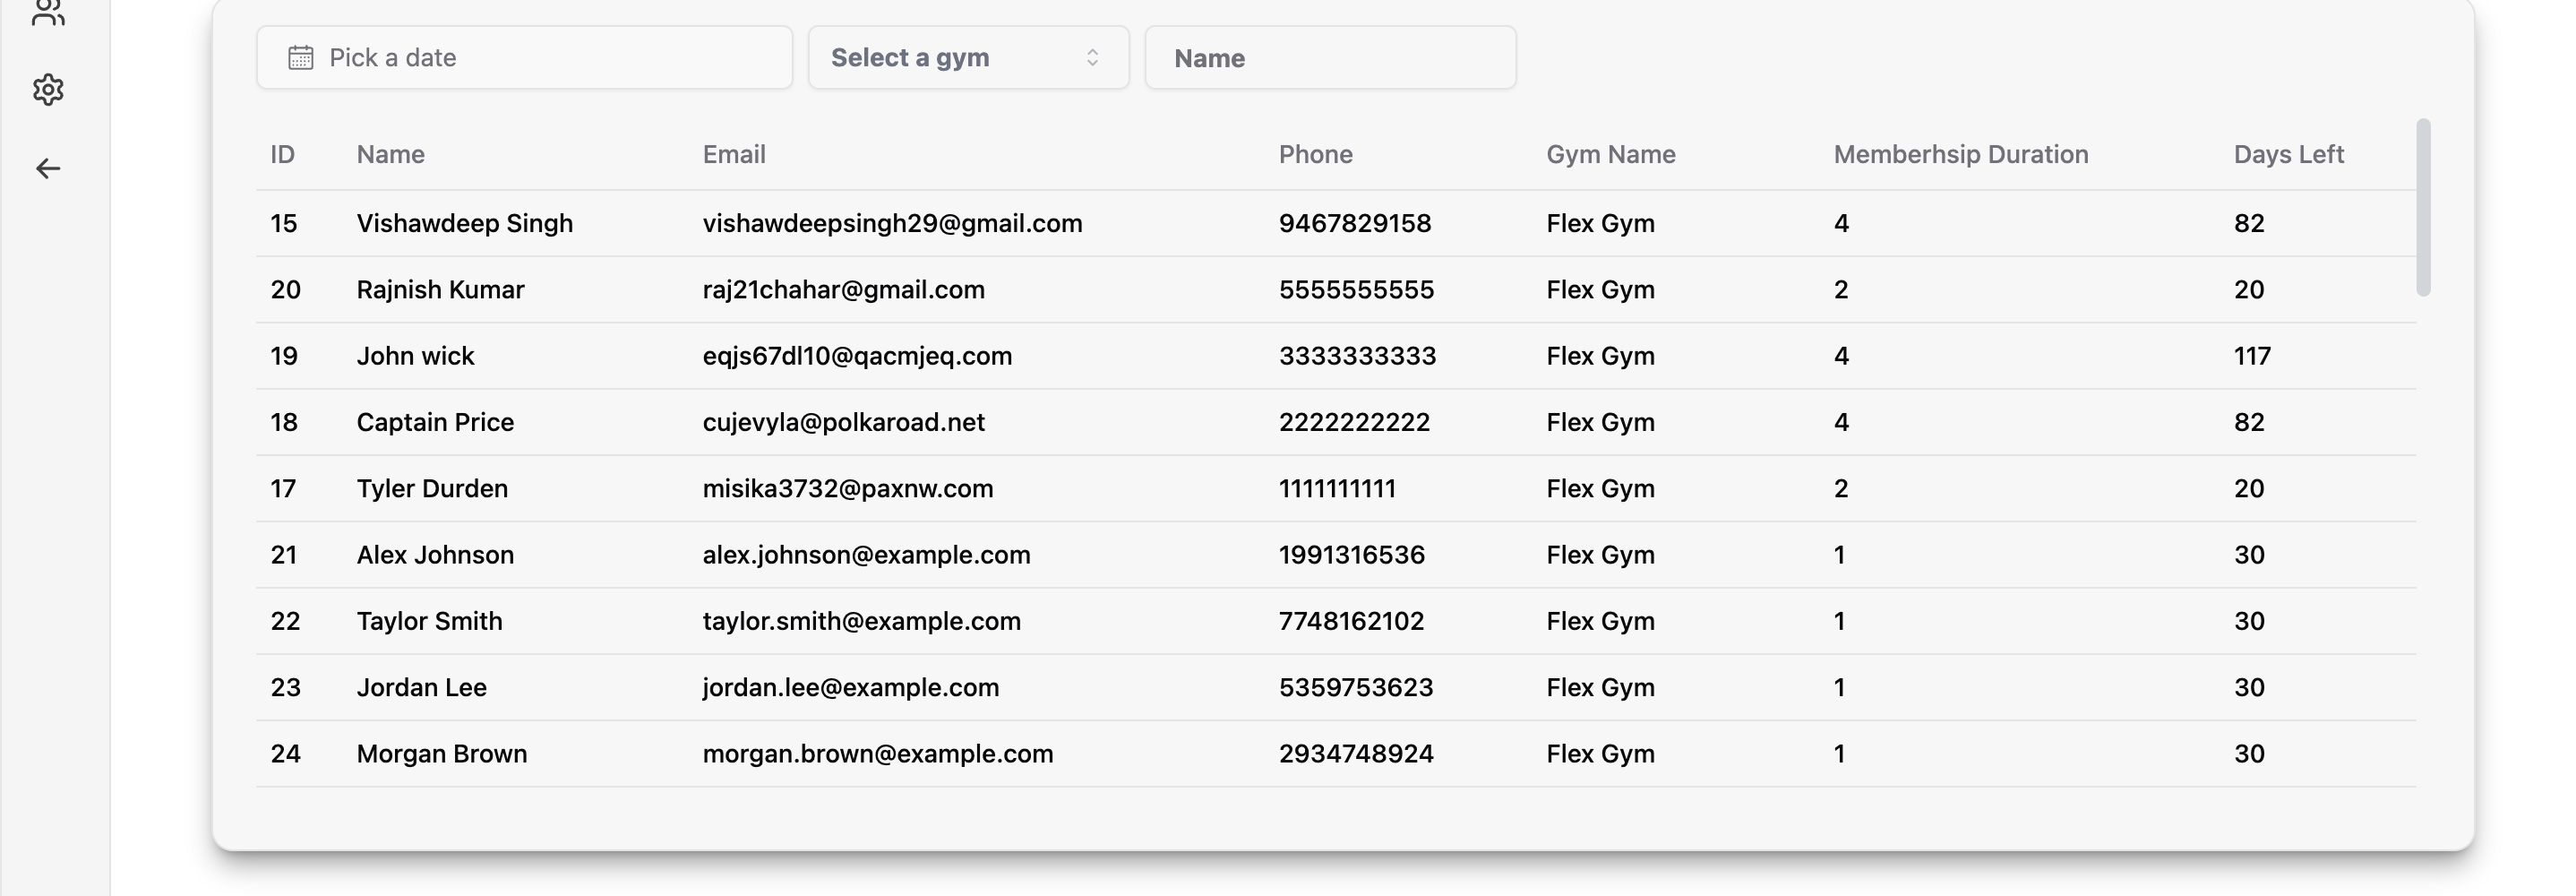 Pick a date Select a gym Name
ID Name Email Phone Gym Name Memberhsip Duration Days Left
15 Vishawdeep Singh vishawdeepsingh29@gmail.com 9467829158 Flex Gym 4 82
20 Rajnish Kumar raj21chahar@gmail.com 5555555555 Flex Gym 2 20
19 John wick eqjs67dl10@qacmjeq.com 3333333333 Flex Gym 4 117
18 Captain Price cujevyla@polkaroad.net 2222222222 Flex Gym 4 82
17 Tyler Durden misika3732@paxnw.com 1111111111 Flex Gym 2 20
21 Alex Johnson alex.johnson@example.com 1991316536 Flex Gym 1 30
22 Taylor Smith taylor.smith@example.com 7748162102 Flex Gym 1 30
23 Jordan Lee jordan.lee@example.com 5359753623 Flex Gym 1 30
24 Morgan Brown morgan.brown@example.com 2934748924 Flex Gym 1 30